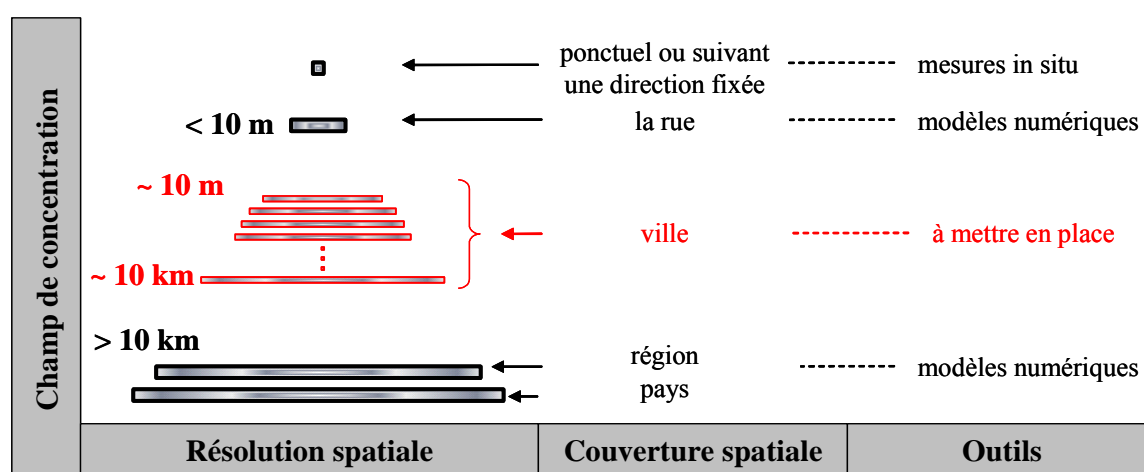 Champ de concentration
ponctuel ou suivant
une direction fixée
mesures in situ
< 10 m
la rue
modèles numériques
~ 10 m
ville
à mettre en place
~ 10 km
> 10 km
région
pays
modèles numériques
Résolution spatiale
Couverture spatiale
Outils